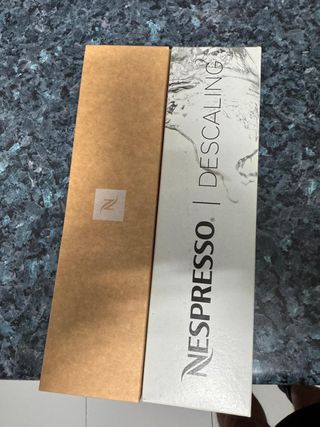 N
NESPRESSO® | DESCALING